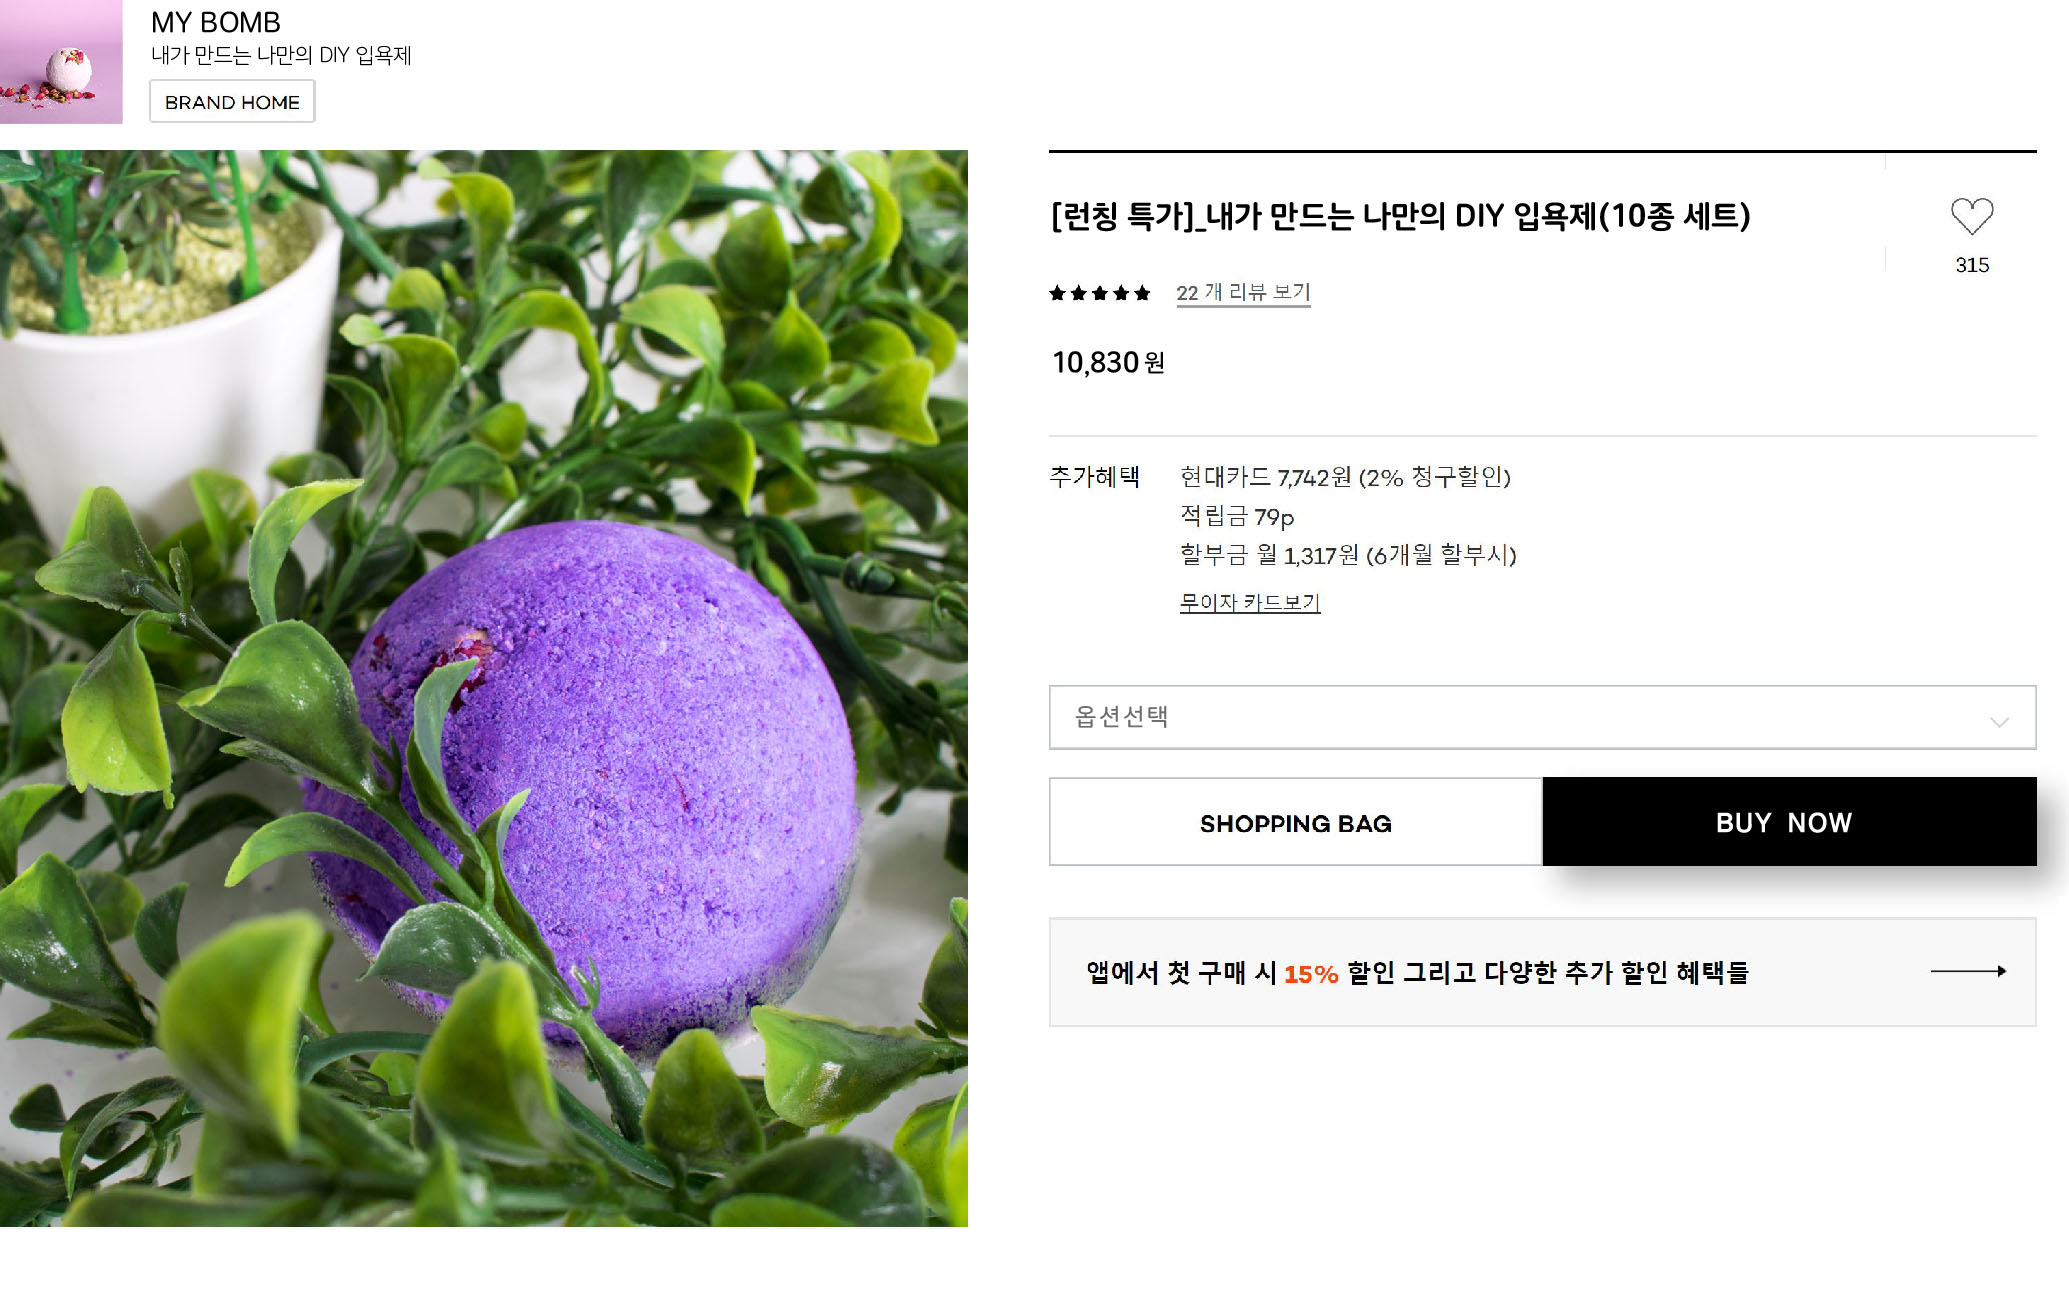 MY BOMB
내가 만드는 나만의 DIY 입욕제
BRAND HOME
[런칭 특가]_내가 만드는 나만의 DIY 입욕제(10종 세트)
315
22 개 리뷰 보기
10,830원
추가혜택 현대카드 7,742원 (2% 청구할인)
적립금 79p
할부금 월 1,317원 (6개월 할부시)
무이자 카드보기
옵션선택
SHOPPING BAG BUY NOW
앱에서 첫 구매 시 15% 할인 그리고 다양한 추가 할인 혜택들